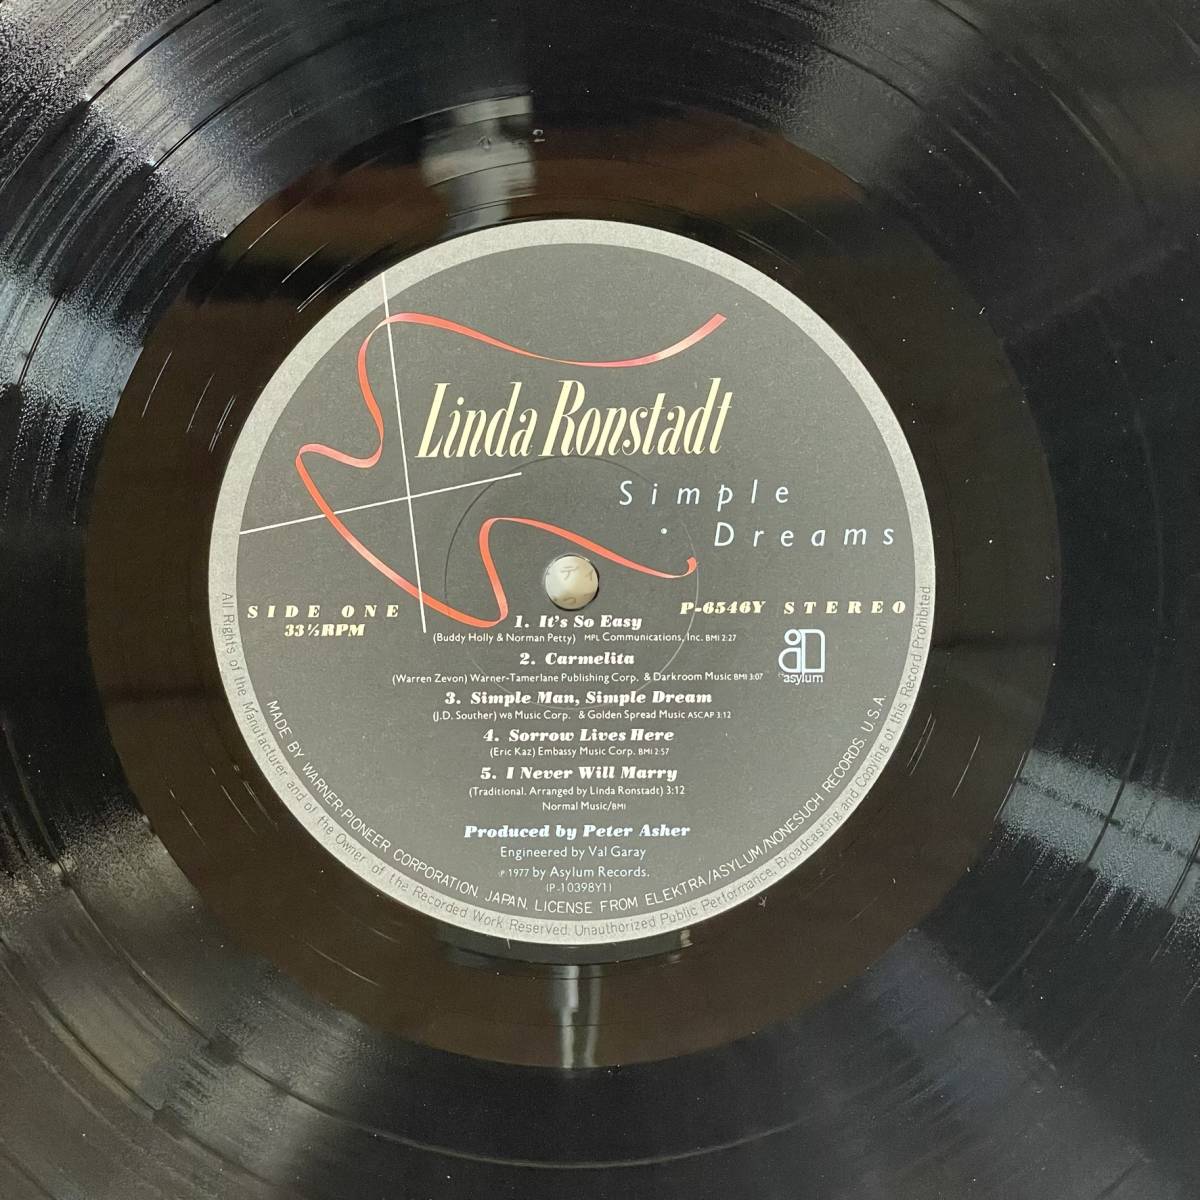 Linda Ronstadt
Simple
Dreams
SIDE ONE
33⅓RPM
P-6546Y STEREO
asylum
1. It's So Easy
(Buddy Holly & Norman Petty) MPL Communications, Inc. BMI 2:27
2. Carmelita
(Warren Zevon) Warner-Tamerlane Publishing Corp. & Darkroom Music BMI 3:07
3. Simple Man, Simple Dream
(J.D. Souther) WB Music Corp. & Golden Spread Music ASCAP 3:12
4. Sorrow Lives Here
(Eric Kaz) Embassy Music Corp. BMI 2:57
5. I Never Will Marry
(Traditional. Arranged by Linda Ronstadt) 3:12
Normal Music/BMI
Produced by Peter Asher
Engineered by Val Garay
℗ 1977 by Asylum Records.
(P-10398Y1)
MADE BY WARNER-PIONEER CORPORATION, JAPAN, LICENSE FROM ELEKTRA/ASYLUM/NONESUCH RECORDS, U.S.A.
All Rights of the Manufacturer and of the Owner of the Recorded Work Reserved. Unauthorized Public Performance, Broadcasting and Copying of this Record Prohibited